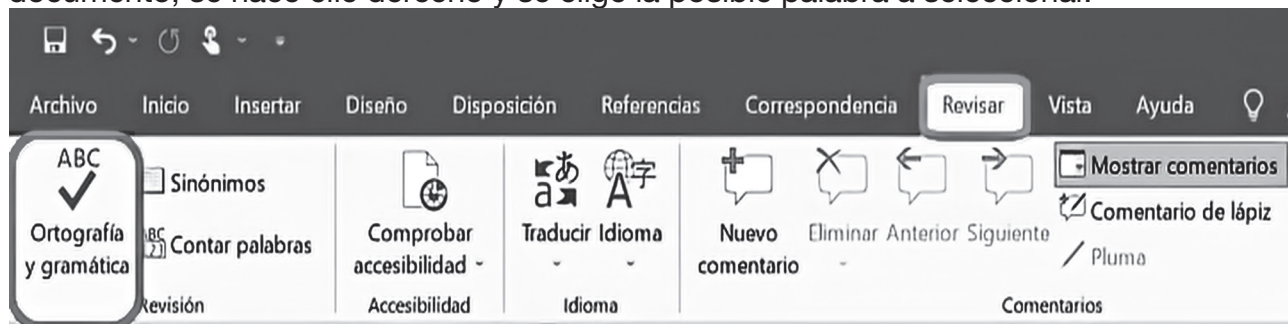 documento, se hace clic derecho y se elige la posible palabra a seleccionar.
Archivo Inicio Insertar Diseño Disposición Referencias Correspondencia Revisar Vista Ayuda
ABC
Ortografía
y gramática
Sinónimos
ABC
123
Contar palabras
Revisión
Comprobar
accesibilidad
Accesibilidad
Traducir Idioma
Idioma
Nuevo
comentario
Eliminar Anterior Siguiente
Mostrar comentarios
Comentario de lápiz
Pluma
Comentarios